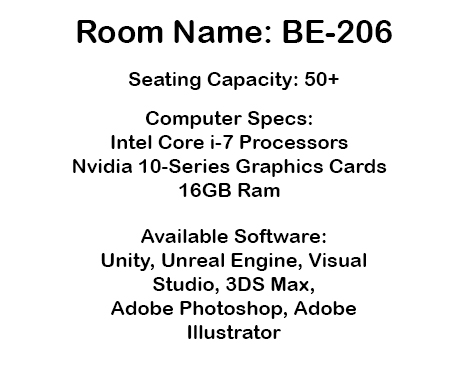 Room Name: BE-206
Seating Capacity: 50+
Computer Specs:
Intel Core i-7 Processors
Nvidia 10-Series Graphics Cards
16GB Ram
Available Software:
Unity, Unreal Engine, Visual
Studio, 3DS Max,
Adobe Photoshop, Adobe
Illustrator